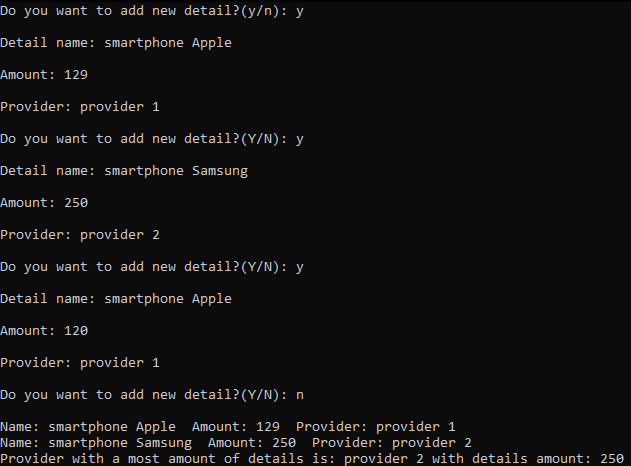 Do you want to add new detail?(y/n): y
Detail name: smartphone Apple
Amount: 129
Provider: provider 1
Do you want to add new detail?(Y/N): y
Detail name: smartphone Samsung
Amount: 250
Provider: provider 2
Do you want to add new detail?(Y/N): y
Detail name: smartphone Apple
Amount: 120
Provider: provider 1
Do you want to add new detail?(Y/N): n
Name: smartphone Apple  Amount: 129  Provider: provider 1
Name: smartphone Samsung  Amount: 250  Provider: provider 2
Provider with a most amount of details is: provider 2 with details amount: 250